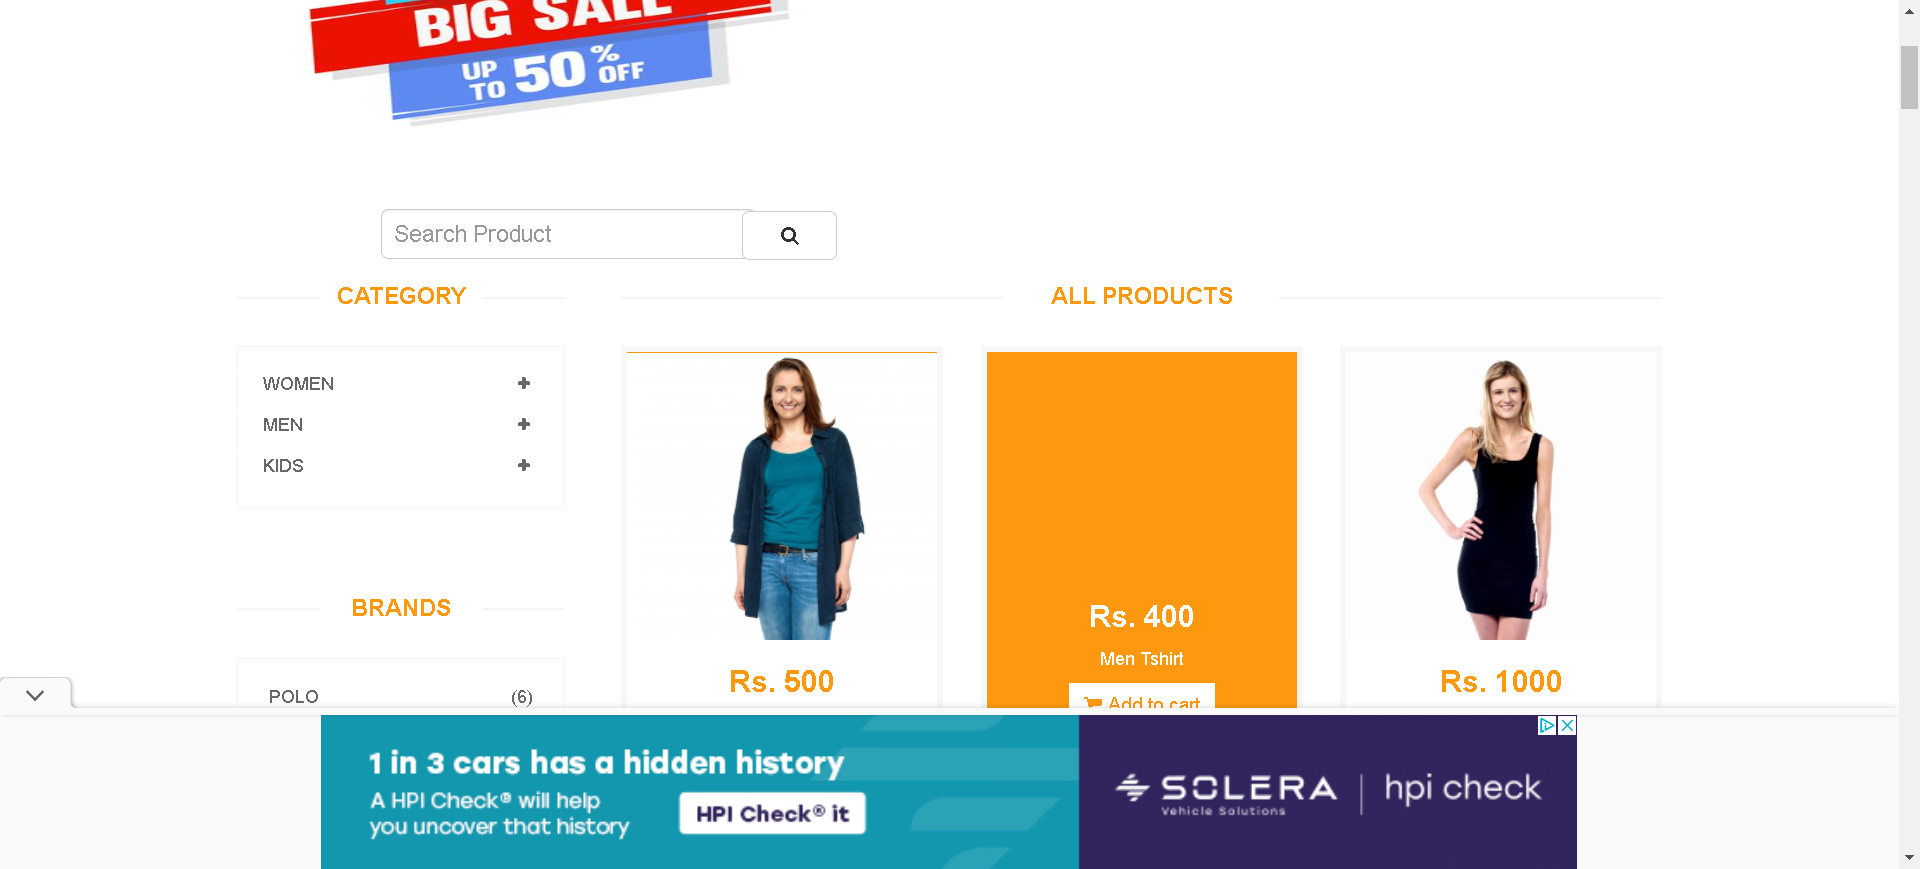 BIG SALE
UP TO 50% OFF
Search Product
CATEGORY
ALL PRODUCTS
WOMEN
MEN
KIDS
BRANDS
POLO (6)
Rs. 500
Rs. 400
Men Tshirt
Add to cart
Rs. 1000
1 in 3 cars has a hidden history
A HPI Check® will help
you uncover that history
HPI Check® it
SOLERA
Vehicle Solutions
hpi check